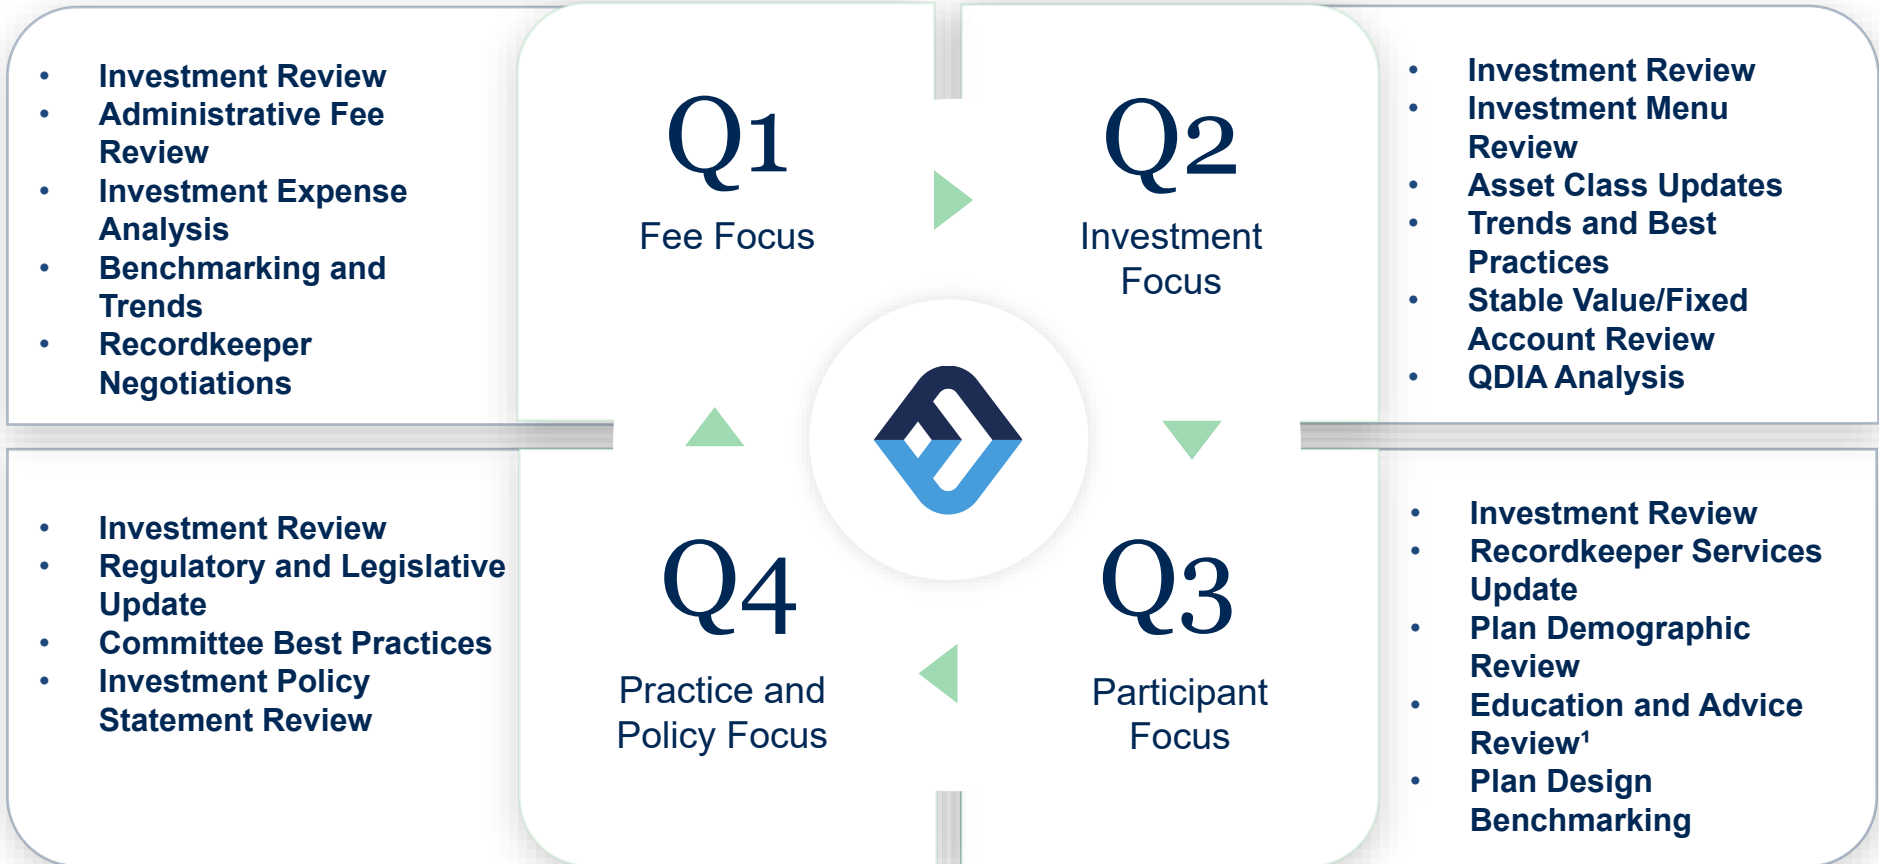 • Investment Review
• Administrative Fee
Review
• Investment Expense
Analysis
• Benchmarking and
Trends
• Recordkeeper
Negotiations
Q1
Fee Focus
Q2
Investment
Focus
• Investment Review
• Investment Menu
Review
• Asset Class Updates
• Trends and Best
Practices
• Stable Value/Fixed
Account Review
• QDIA Analysis
• Investment Review
• Regulatory and Legislative
Update
• Committee Best Practices
• Investment Policy
Statement Review
Q4
Practice and
Policy Focus
Q3
Participant
Focus
• Investment Review
• Recordkeeper Services
Update
• Plan Demographic
Review
• Education and Advice
Review¹
• Plan Design
Benchmarking